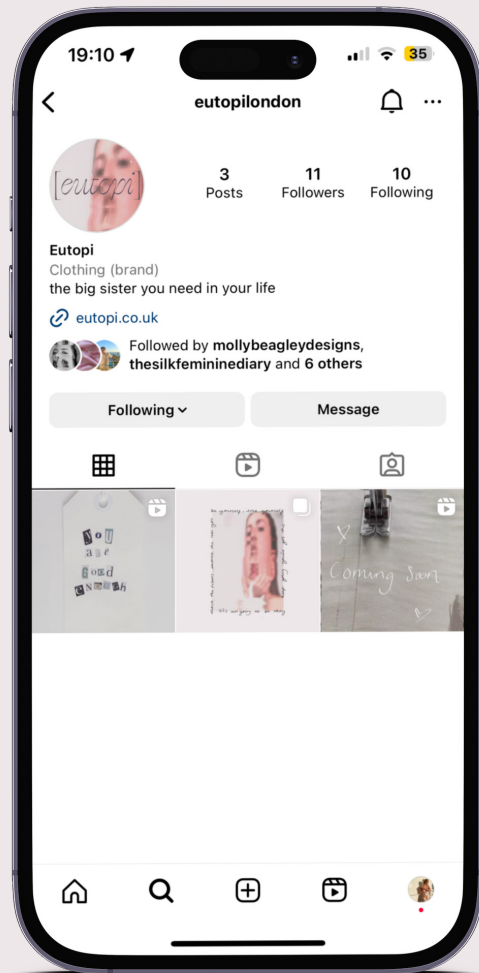 19:10
35
eutopilondon
[eutopi]
3
Posts
11
Followers
10
Following
Eutopi
Clothing (brand)
the big sister you need in your life
eutopi.co.uk
Followed by mollybeagleydesigns,
thesilkfemininediary and 6 others
Following
Message
You
are
Good
ENOUGH
X
Coming Soon